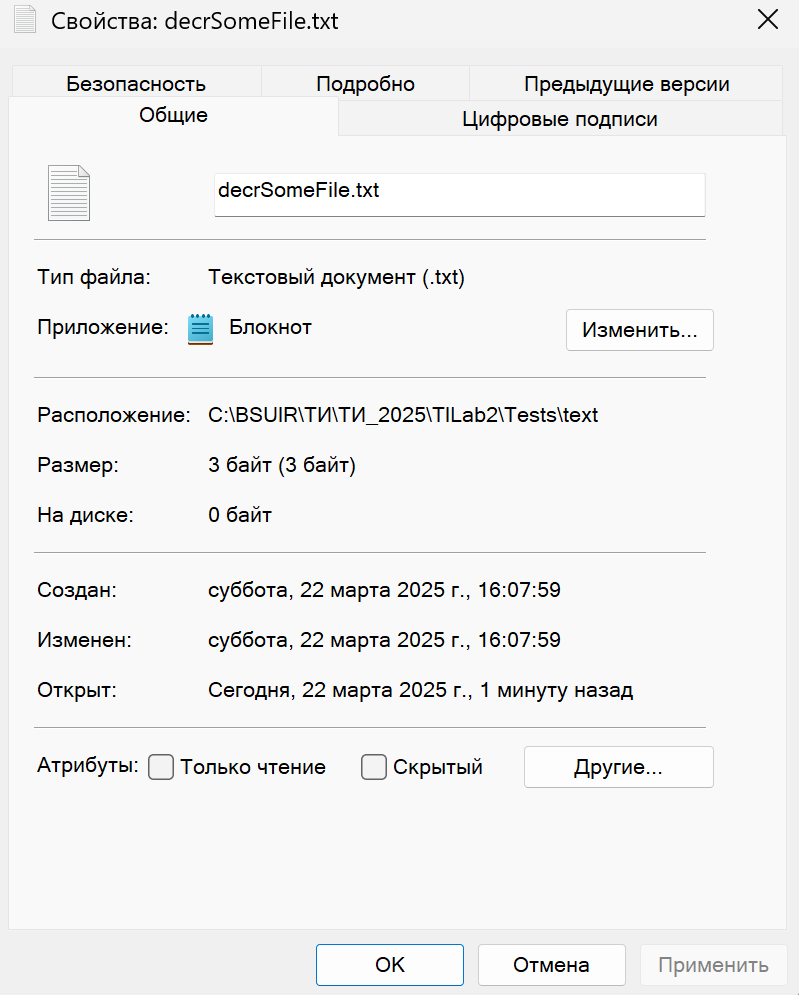 Свойства: decrSomeFile.txt
Безопасность Подробно Предыдущие версии
Общие Цифровые подписи
decrSomeFile.txt
Тип файла: Текстовый документ (.txt)
Приложение: Блокнот Изменить...
Расположение: C:\BSUIR\ТИ\ТИ_2025\TILab2\Tests\text
Размер: 3 байт (3 байт)
На диске: 0 байт
Создан: суббота, 22 марта 2025 г., 16:07:59
Изменен: суббота, 22 марта 2025 г., 16:07:59
Открыт: Сегодня, 22 марта 2025 г., 1 минуту назад
Атрибуты: Только чтение Скрытый Другие...
OK Отмена Применить